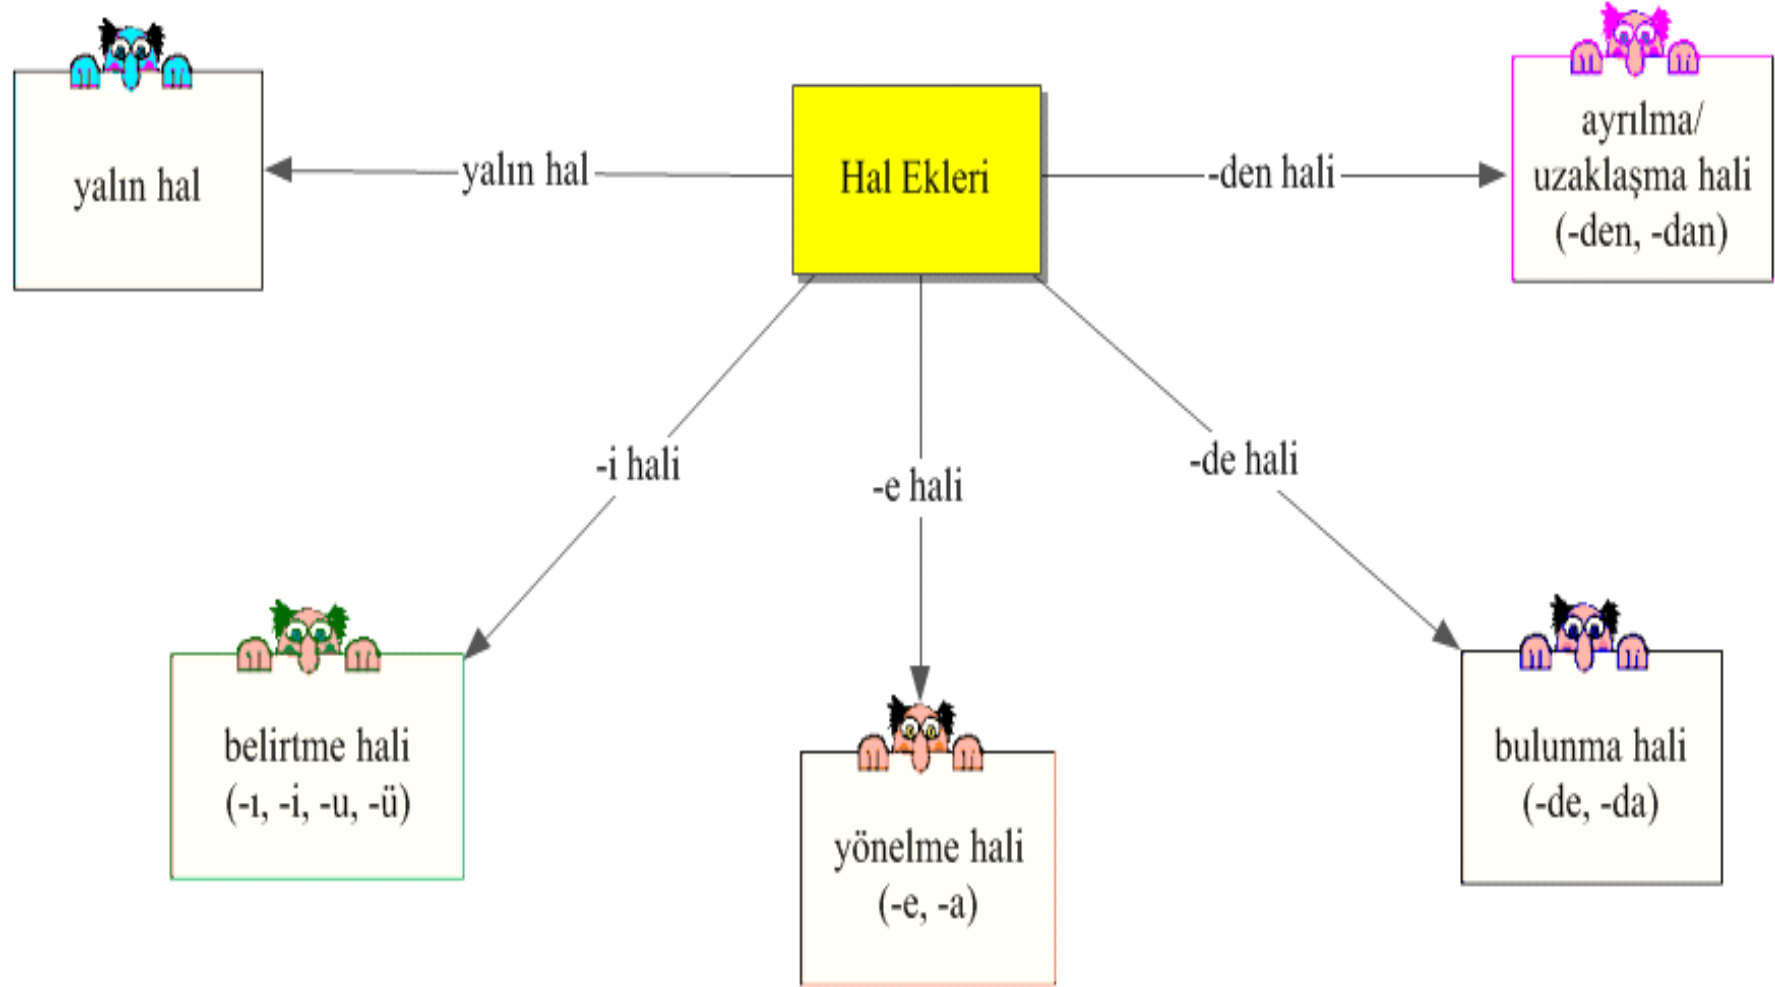 yalın hal
yalın hal
Hal Ekleri
-den hali
ayrılma/
uzaklaşma hali
(-den, -dan)
-i hali
-e hali
-de hali
belirtme hali
(-ı, -i, -u, -ü)
yönelme hali
(-e, -a)
bulunma hali
(-de, -da)